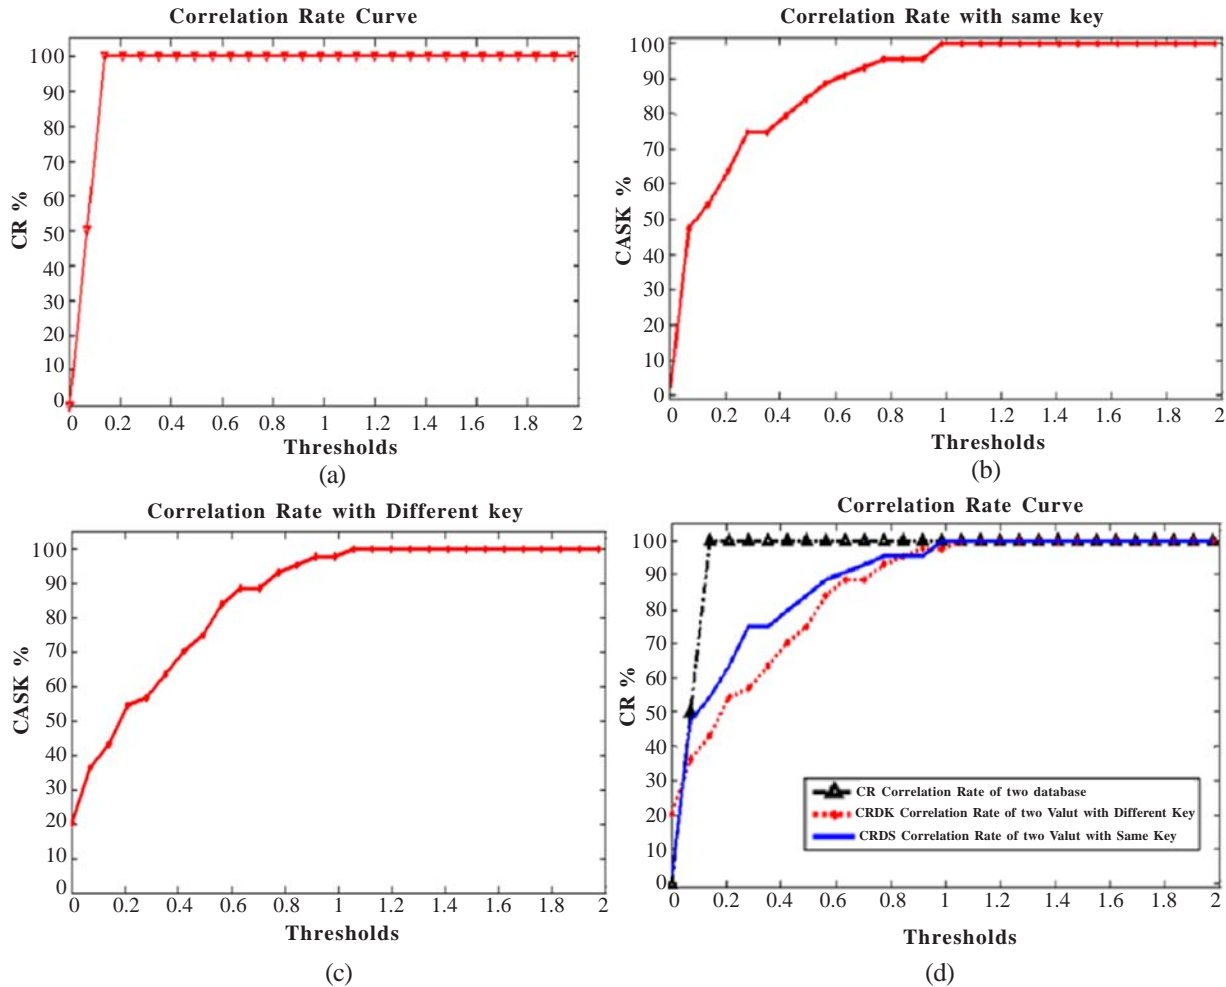 Correlation Rate Curve
CR %
100
90
80
70
60
50
40
30
20
10
0
0 0.2 0.4 0.6 0.8 1 1.2 1.4 1.6 1.8 2
Thresholds
(a)
Correlation Rate with same key
CASK %
100
90
80
70
60
50
40
30
20
10
0
0 0.2 0.4 0.6 0.8 1 1.2 1.4 1.6 1.8 2
Thresholds
(b)
Correlation Rate with Different key
CASK %
100
90
80
70
60
50
40
30
20
10
0
0.2 0.4 0.6 0.8 1 1.2 1.4 1.6 1.8 2
Thresholds
(c)
Correlation Rate Curve
CR %
100
90
80
70
60
50
40
30
20
10
0
CR Correlation Rate of two database
CRDK Correlation Rate of two Valut with Different Key
CRDS Correlation Rate of two Valut with Same Key
0 0.2 0.4 0.6 0.8 1 1.2 1.4 1.6 1.8 2
Thresholds
(d)